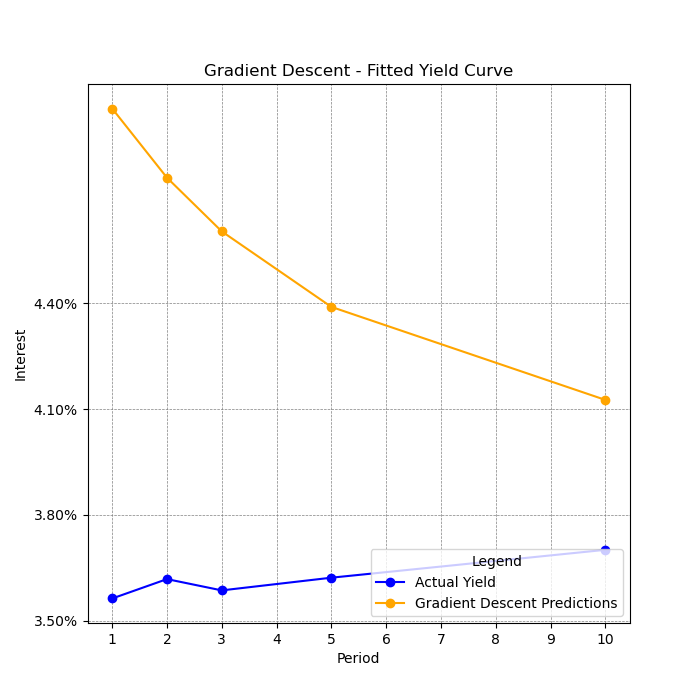 Gradient Descent - Fitted Yield Curve
Interest
4.40%
4.10%
3.80%
3.50%
Legend
Actual Yield
Gradient Descent Predictions
1 2 3 4 5 6 7 8 9 10
Period